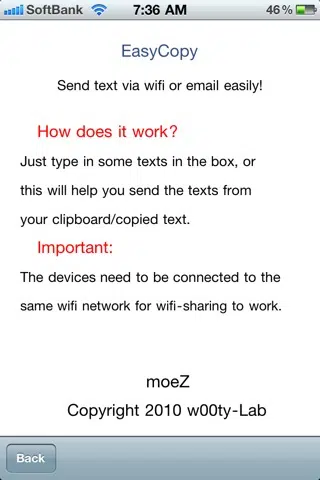 SoftBank 7:36 AM 46%
EasyCopy
Send text via wifi or email easily!
How does it work?
Just type in some texts in the box, or
this will help you send the texts from
your clipboard/copied text.
Important:
The devices need to be connected to the
same wifi network for wifi-sharing to work.
moeZ
Copyright 2010 w00ty-Lab
Back